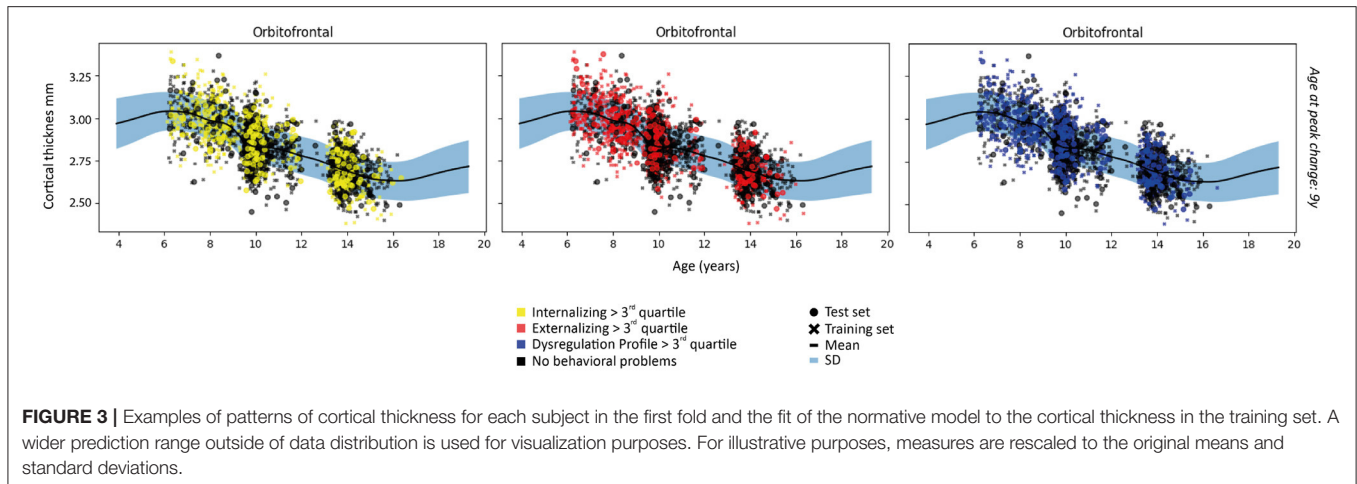 Orbitofrontal
Orbitofrontal
Orbitofrontal
Cortical thicknes mm
3.25
3.00
2.75
2.50
4 6 8 10 12 14 16 18 20
4 6 8 10 12 14 16 18 20
4 6 8 10 12 14 16 18 20
Age at peak change: 9y
Age (years)
Internalizing > 3rd quartile
Externalizing > 3rd quartile
Dysregulation Profile > 3rd quartile
No behavioral problems
Test set
Training set
Mean
SD
FIGURE 3 | Examples of patterns of cortical thickness for each subject in the first fold and the fit of the normative model to the cortical thickness in the training set. A
wider prediction range outside of data distribution is used for visualization purposes. For illustrative purposes, measures are rescaled to the original means and
standard deviations.